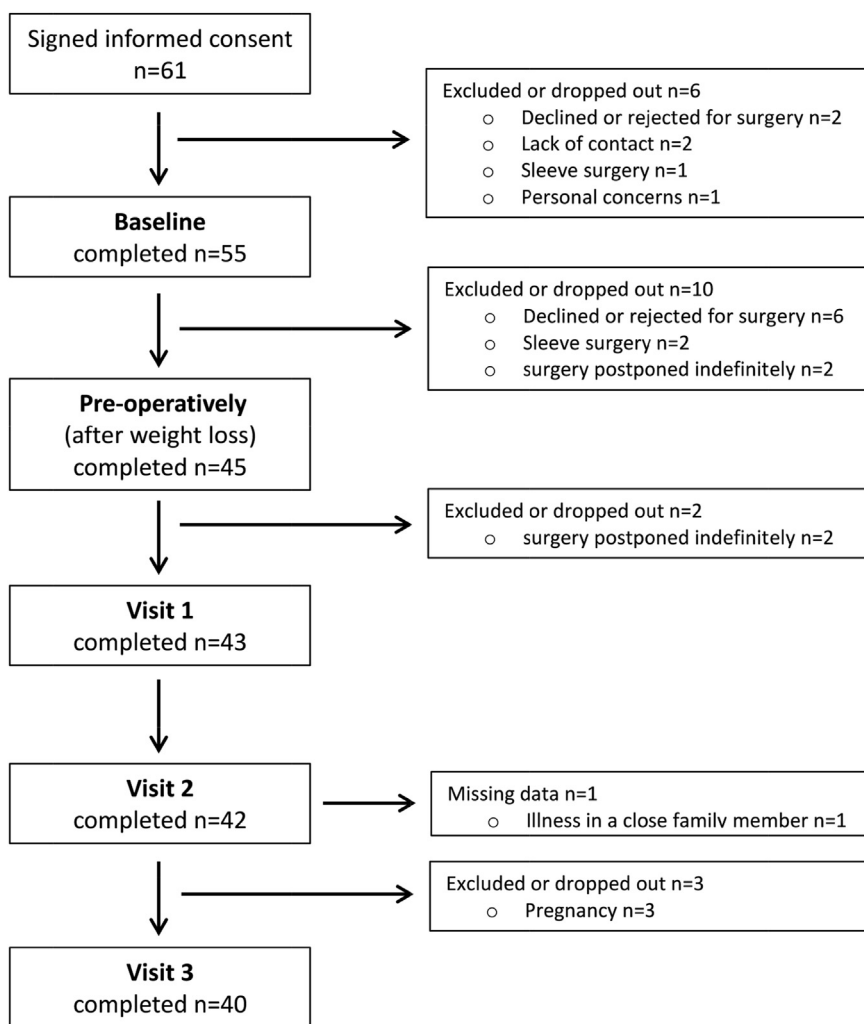 Signed informed consent
n=61
Excluded or dropped out n=6
o Declined or rejected for surgery n=2
o Lack of contact n=2
o Sleeve surgery n=1
o Personal concerns n=1
Baseline
completed n=55
Excluded or dropped out n=10
o Declined or rejected for surgery n=6
o Sleeve surgery n=2
o surgery postponed indefinitely n=2
Pre-operatively
(after weight loss)
completed n=45
Excluded or dropped out n=2
o surgery postponed indefinitely n=2
Visit 1
completed n=43
Visit 2
completed n=42
Missing data n=1
o Illness in a close family member n=1
Excluded or dropped out n=3
o Pregnancy n=3
Visit 3
completed n=40